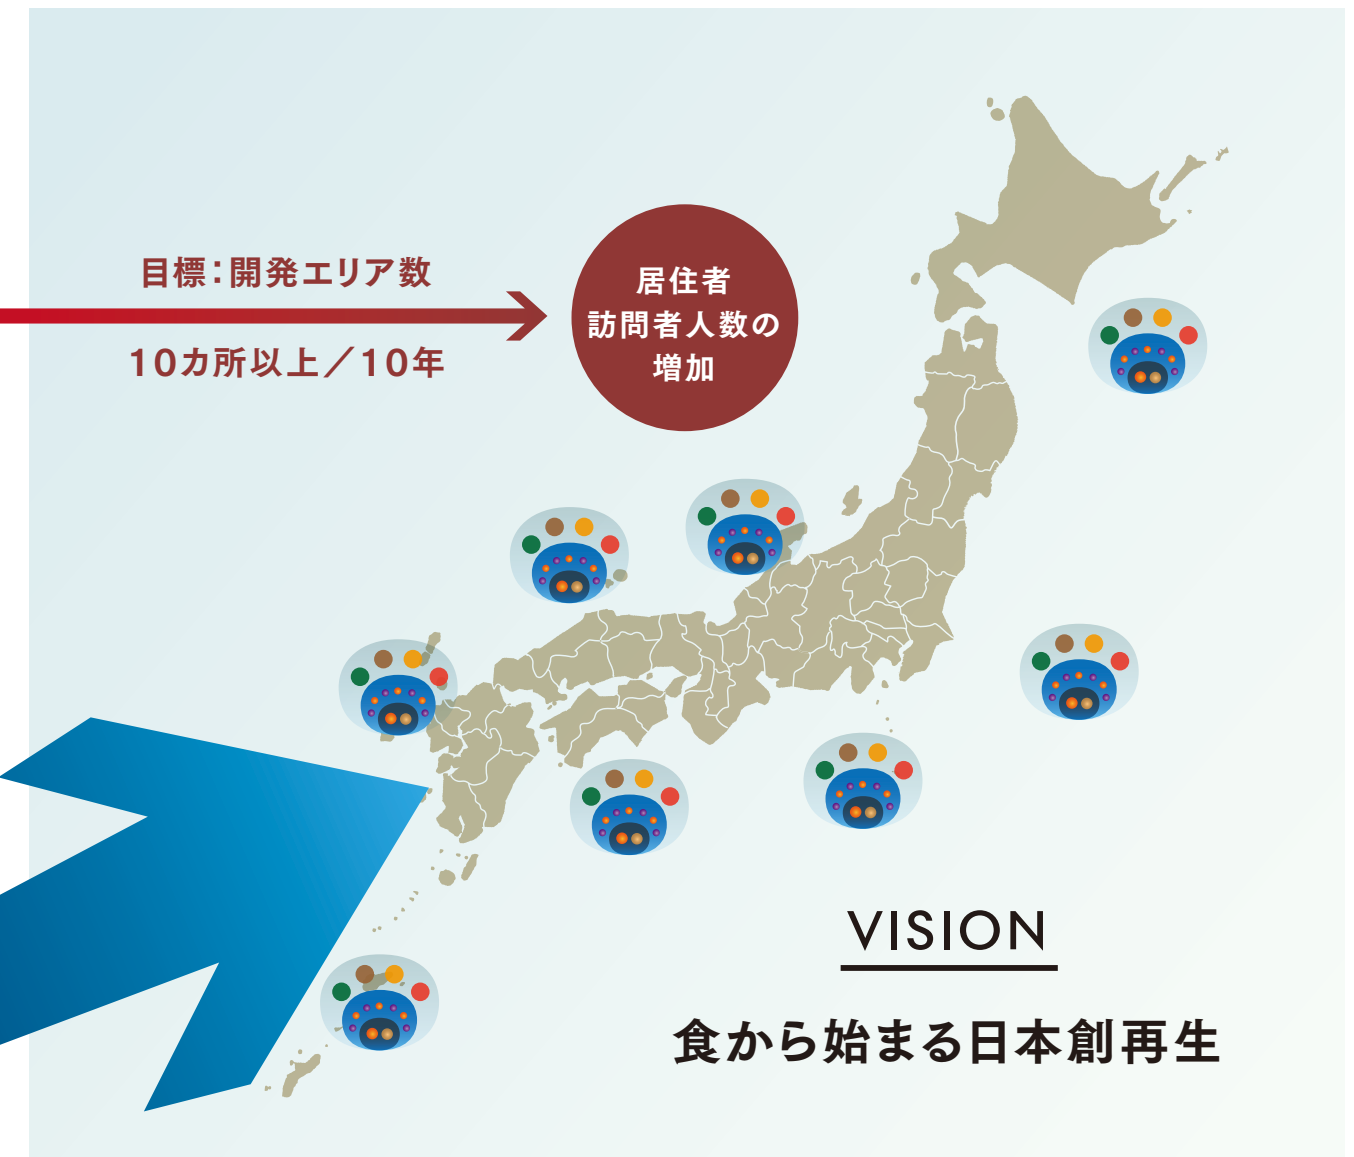 目標：開発エリア数
10カ所以上／10年
居住者
訪問者人数の
増加
VISION
食から始まる日本創再生